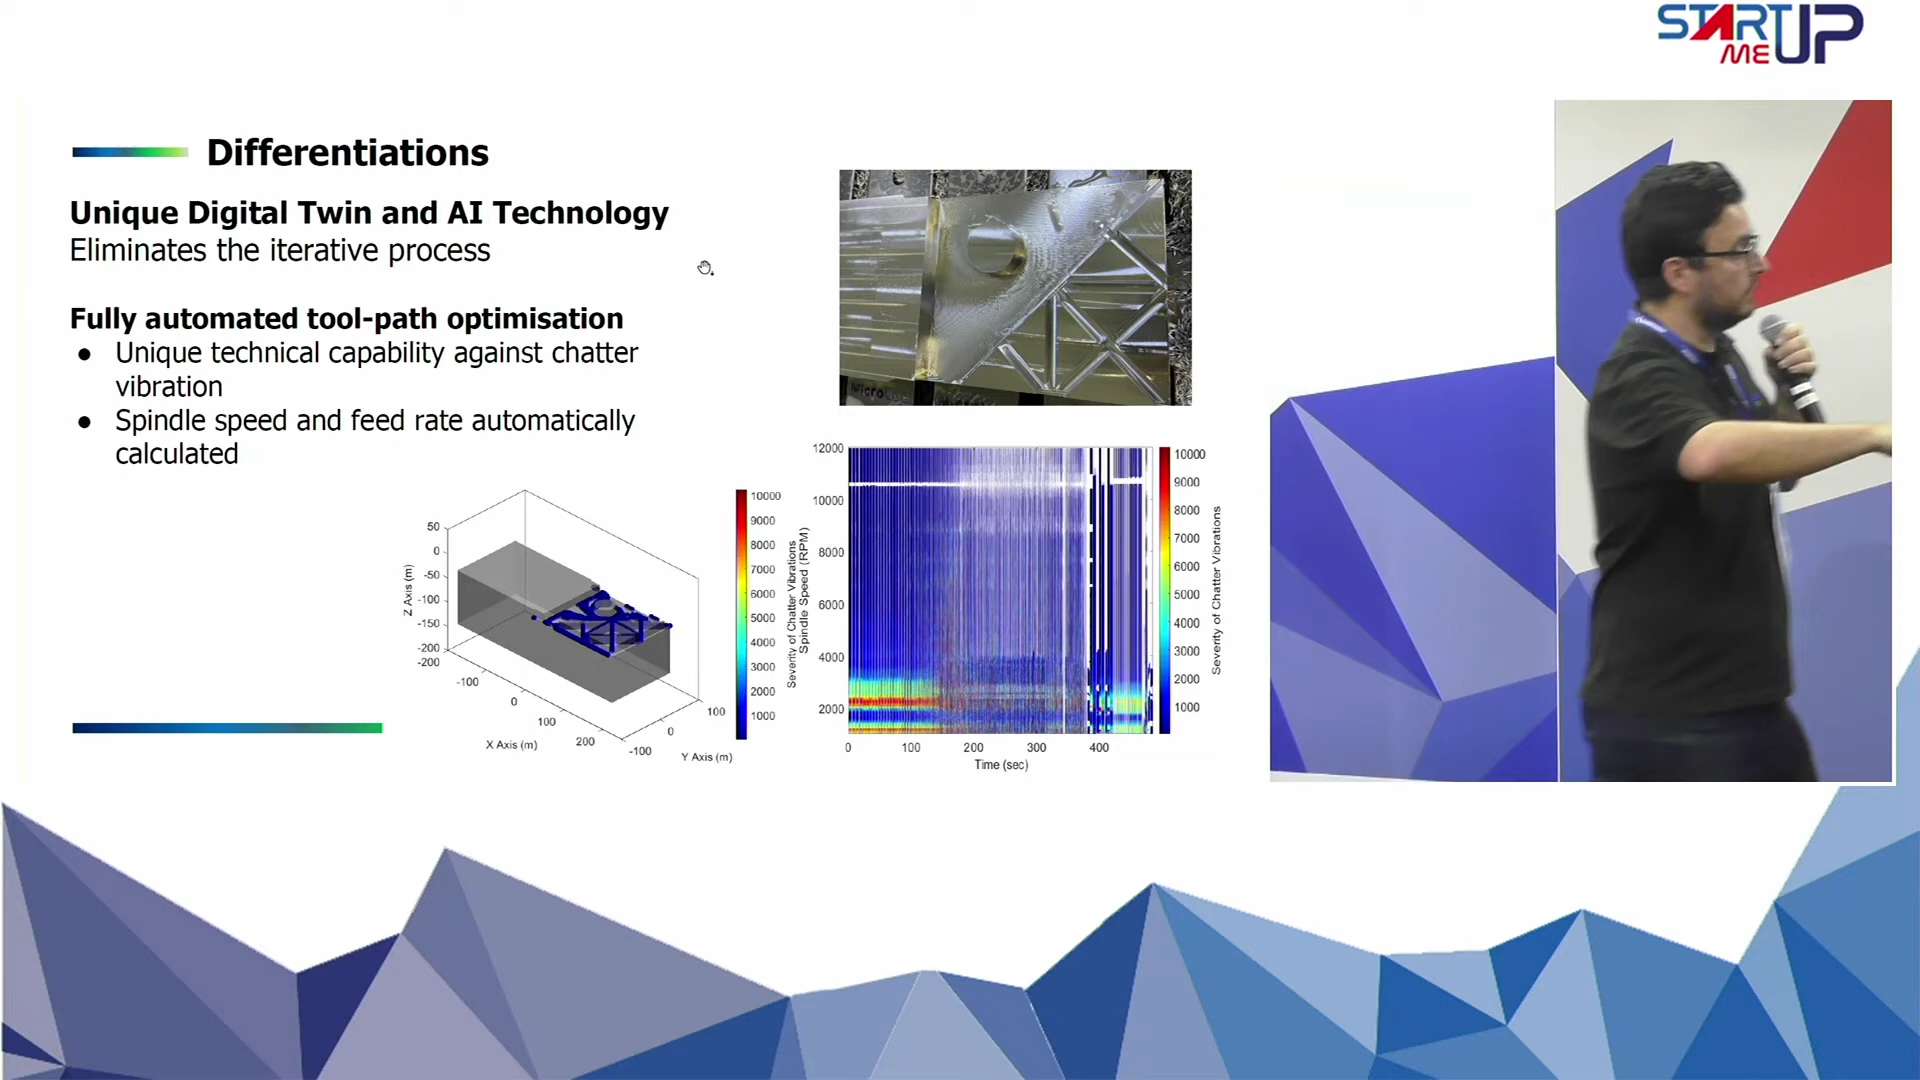 START
ME UP
Differentiations
Unique Digital Twin and AI Technology
Eliminates the iterative process
Fully automated tool-path optimisation
● Unique technical capability against chatter
vibration
● Spindle speed and feed rate automatically
calculated
50
0
-50
-100
-150
-200
Z Axis (m)
-200
-100
0
100
200
X Axis (m)
-100
0
100
Y Axis (m)
10000
9000
8000
7000
6000
5000
4000
3000
2000
1000
Severity of Chatter Vibrations
Spindle Speed (RPM)
12000
10000
8000
6000
4000
2000
0
100
200
300
400
Time (sec)
10000
9000
8000
7000
6000
5000
4000
3000
2000
1000
Severity of Chatter Vibrations